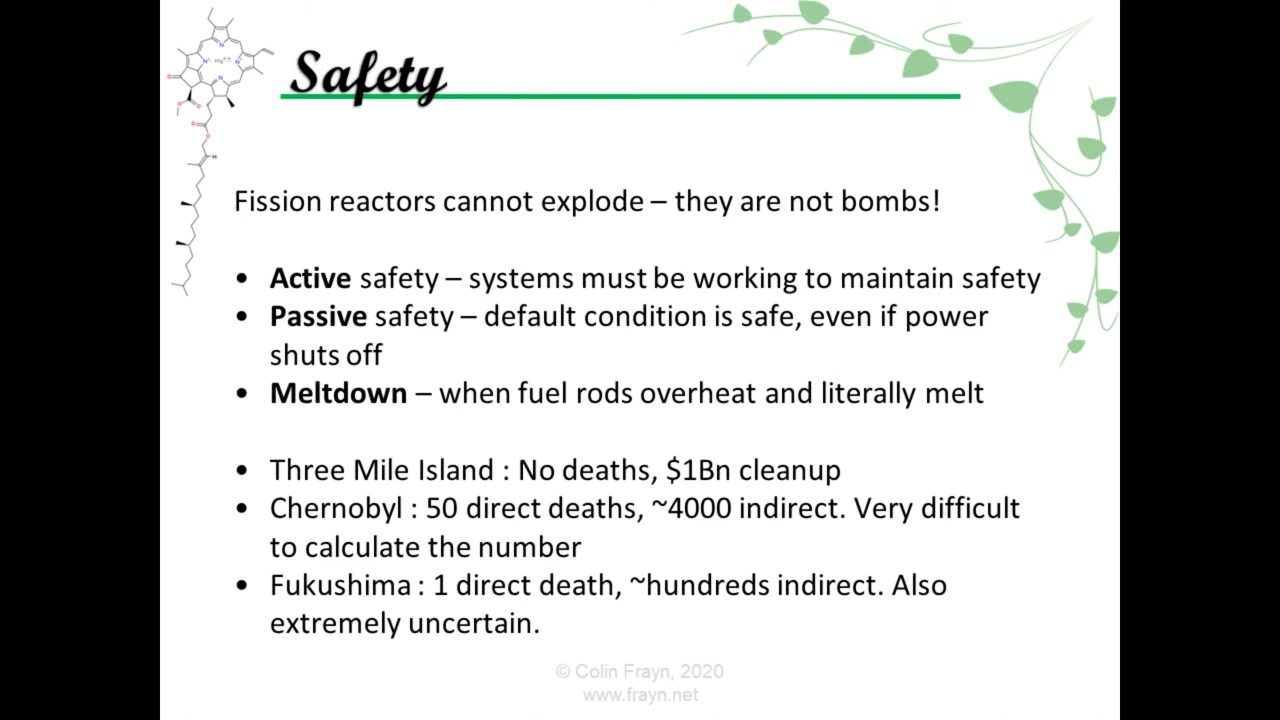 Safety
Fission reactors cannot explode – they are not bombs!
• Active safety – systems must be working to maintain safety
• Passive safety – default condition is safe, even if power
shuts off
• Meltdown – when fuel rods overheat and literally melt
• Three Mile Island : No deaths, $1Bn cleanup
• Chernobyl : 50 direct deaths, ~4000 indirect. Very difficult
to calculate the number
• Fukushima : 1 direct death, ~hundreds indirect. Also
extremely uncertain.
© Colin Frayn, 2020
www.frayn.net